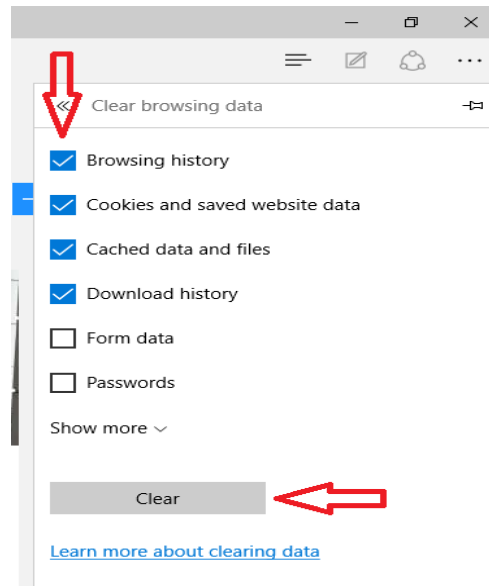 Clear browsing data
Browsing history
Cookies and saved website data
Cached data and files
Download history
Form data
Passwords
Show more
Clear
Learn more about clearing data